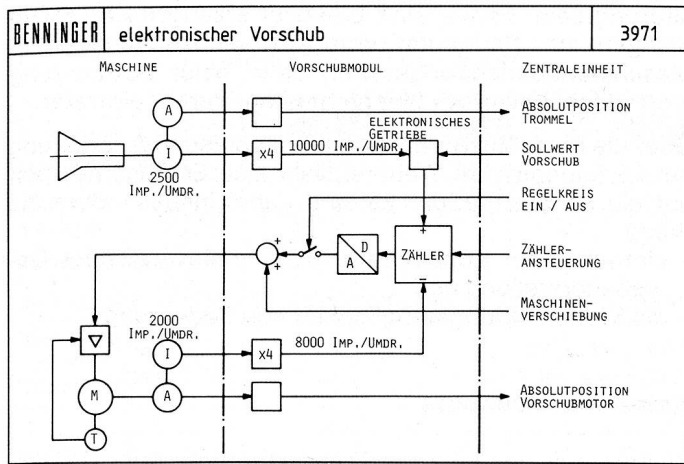 BENNINGER elektronischer Vorschub 3971
MASCHINE VORSCHUBMODUL ZENTRALEINHEIT
A
ABSOLUTPOSITION
TROMMEL
ELEKTRONISCHES
GETRIEBE
I
2500
IMP./UMDR.
X4
10000 IMP./UMDR.
SOLLWERT
VORSCHUB
REGELKREIS
EIN / AUS
+
+
+
D
A
ZÄHLER
−
ZÄHLER-
ANSTEUERUNG
MASCHINEN-
VERSCHIEBUNG
2000
IMP./UMDR.
I
X4
8000 IMP./UMDR.
M
A
T
ABSOLUTPOSITION
VORSCHUBMOTOR